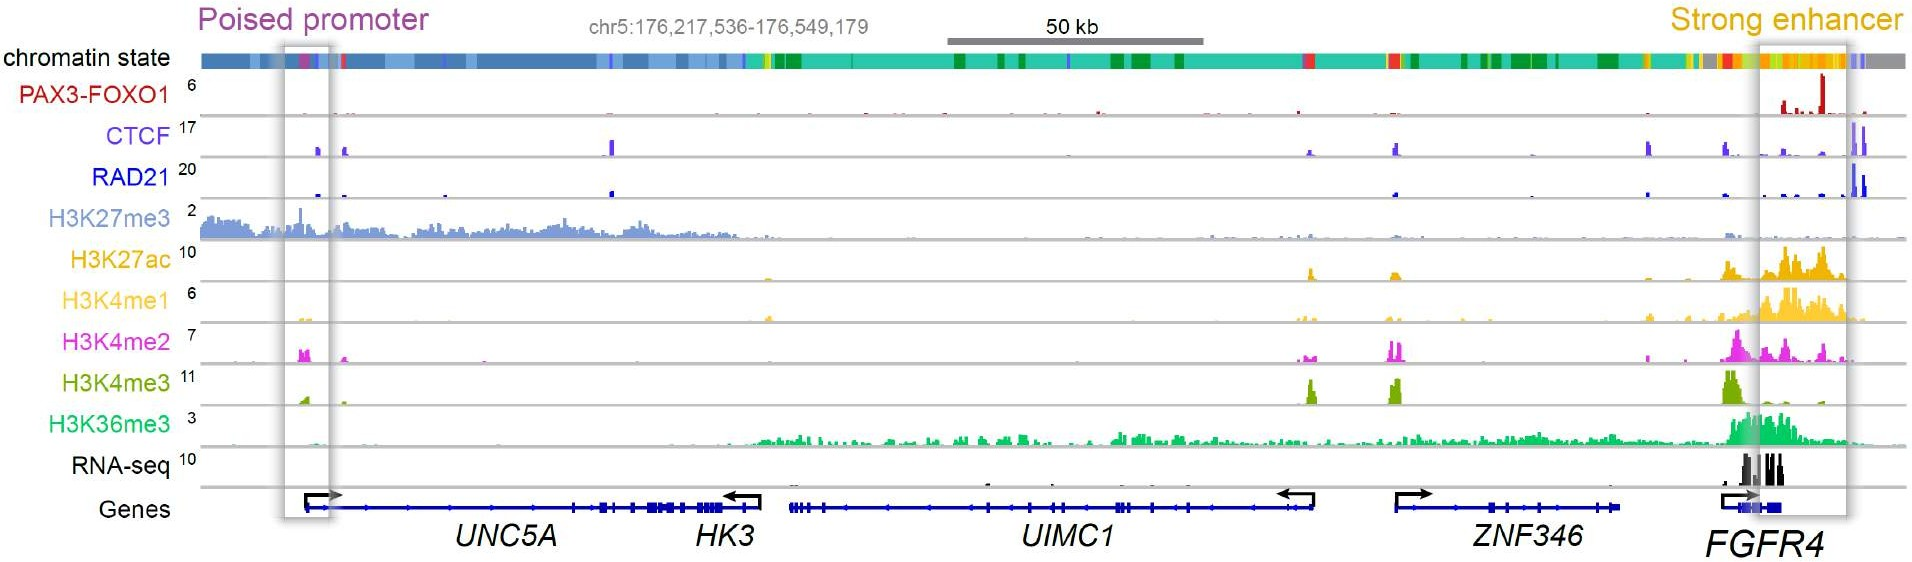 Poised promoter
chr5:176,217,536-176,549,179
50 kb
Strong enhancer
chromatin state
PAX3-FOXO1 6
CTCF 17
RAD21 20
H3K27me3 2
H3K27ac 10
H3K4me1 6
H3K4me2 7
H3K4me3 11
H3K36me3 3
RNA-seq 10
Genes
UNC5A HK3 UIMC1 ZNF346 FGFR4